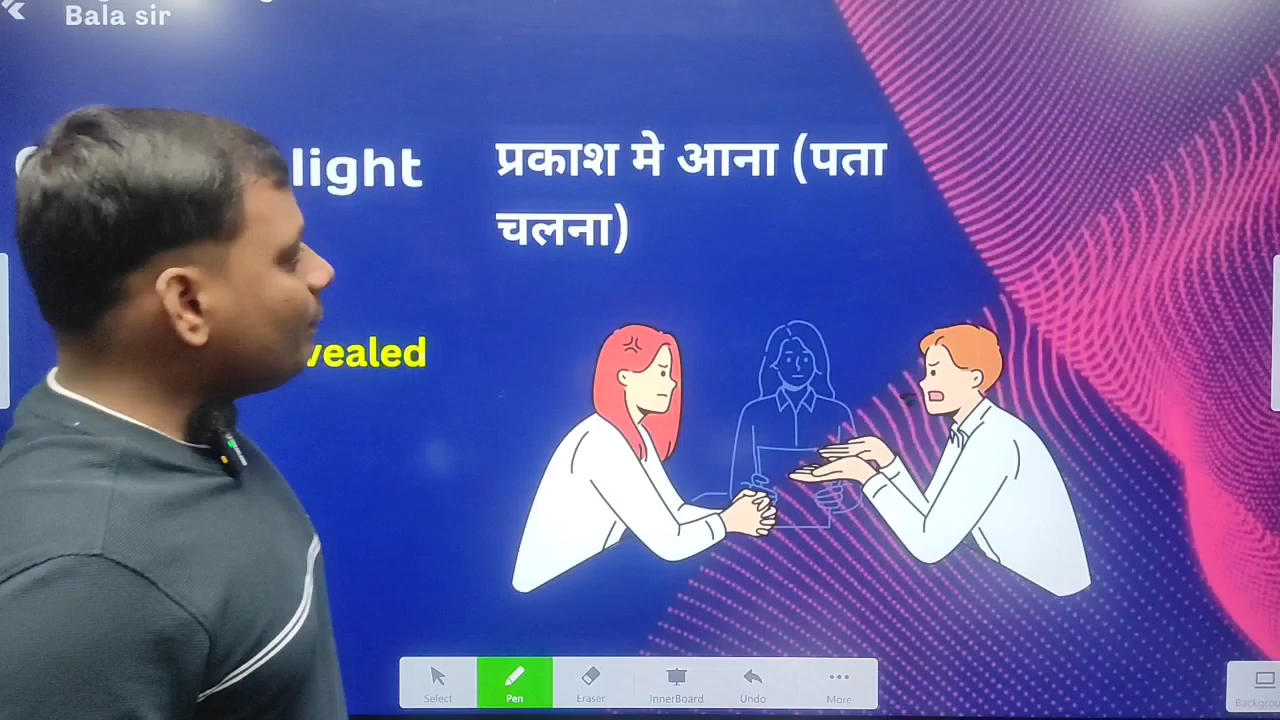 Bala sir
light
प्रकाश मे आना (पता
चलना)
vealed
Select
Pen
Eraser
InnerBoard
Undo
More